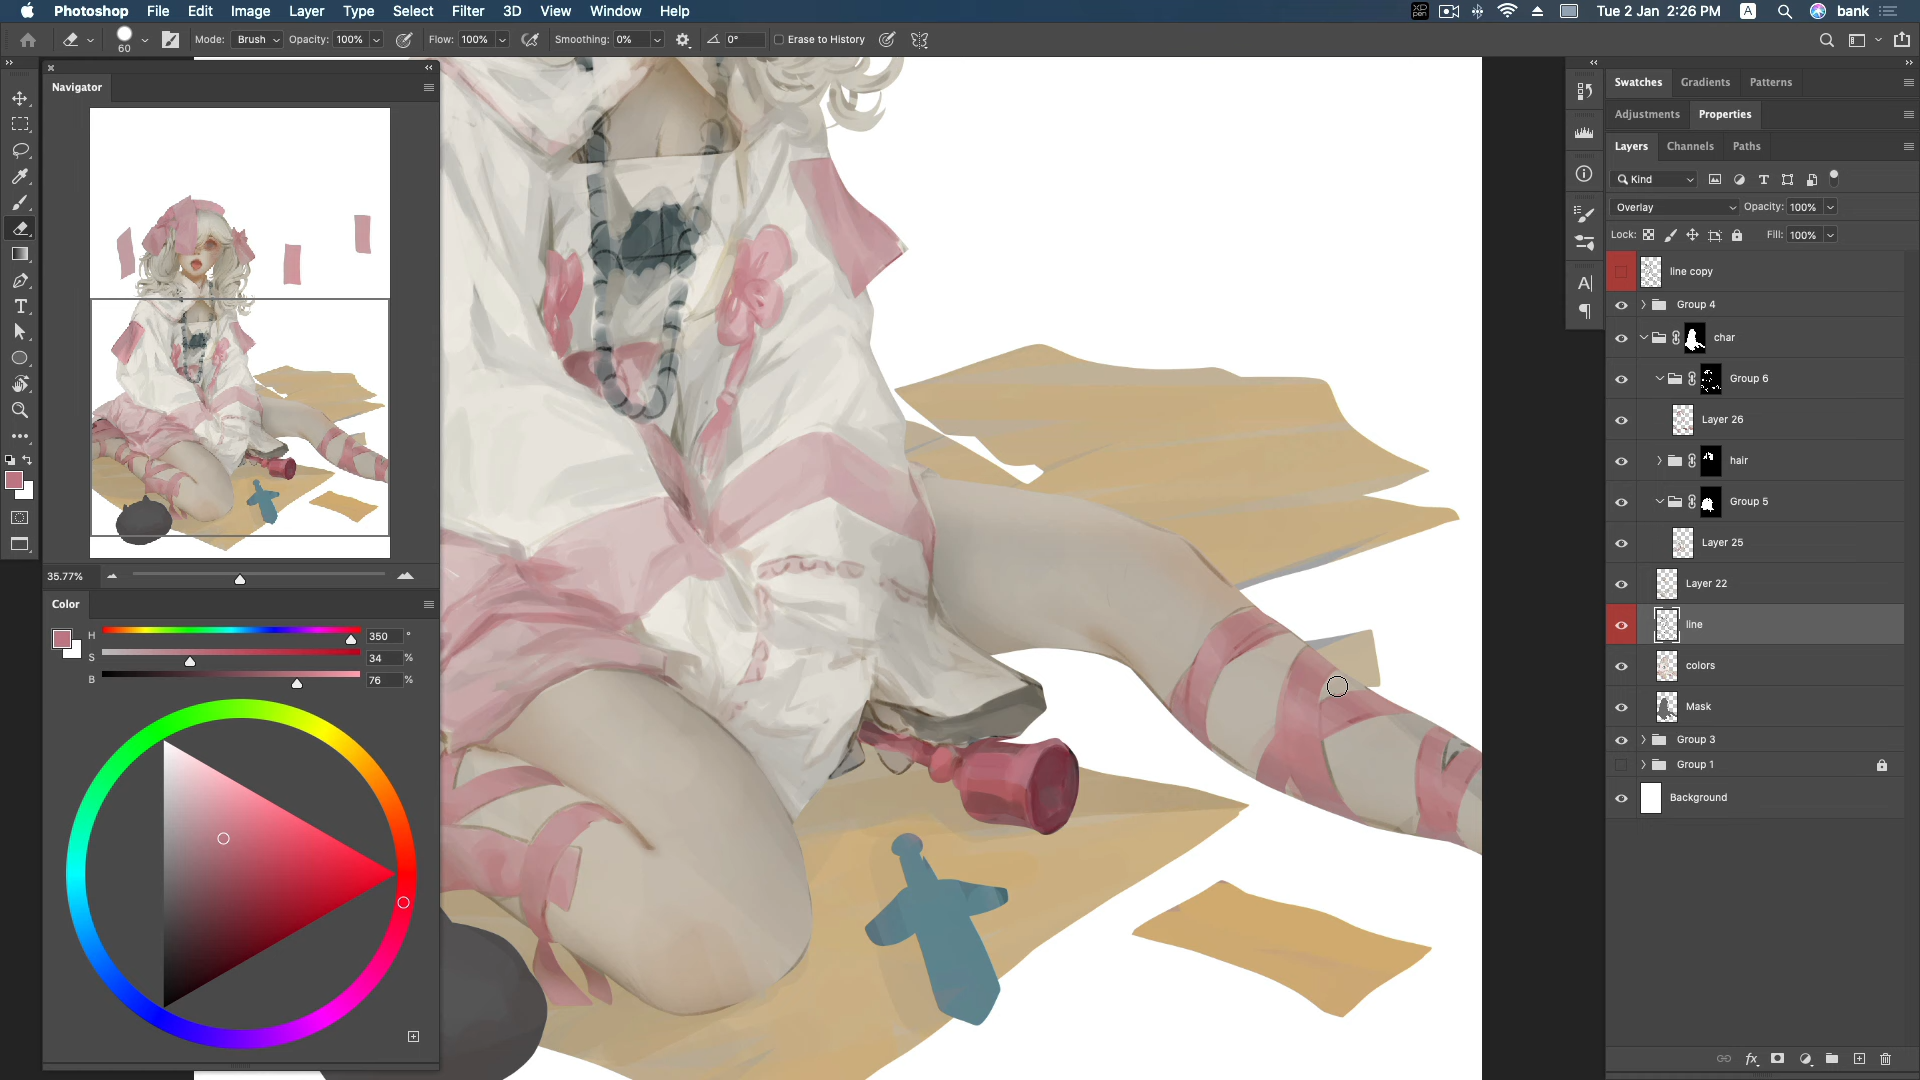 Photoshop File Edit Image Layer Type Select Filter 3D View Window Help
Tue 2 Jan 2:26 PM A bank
60 Mode: Brush Opacity: 100% Flow: 100% Smoothing: 0% 0° Erase to History
Navigator
35.77%
Color
H 350 °
S 34 %
B 76 %
Swatches Gradients Patterns
Adjustments Properties
Layers Channels Paths
Kind
Overlay Opacity: 100%
Lock: Fill: 100%
line copy
Group 4
char
Group 6
Layer 26
hair
Group 5
Layer 25
Layer 22
line
colors
Mask
Group 3
Group 1
Background